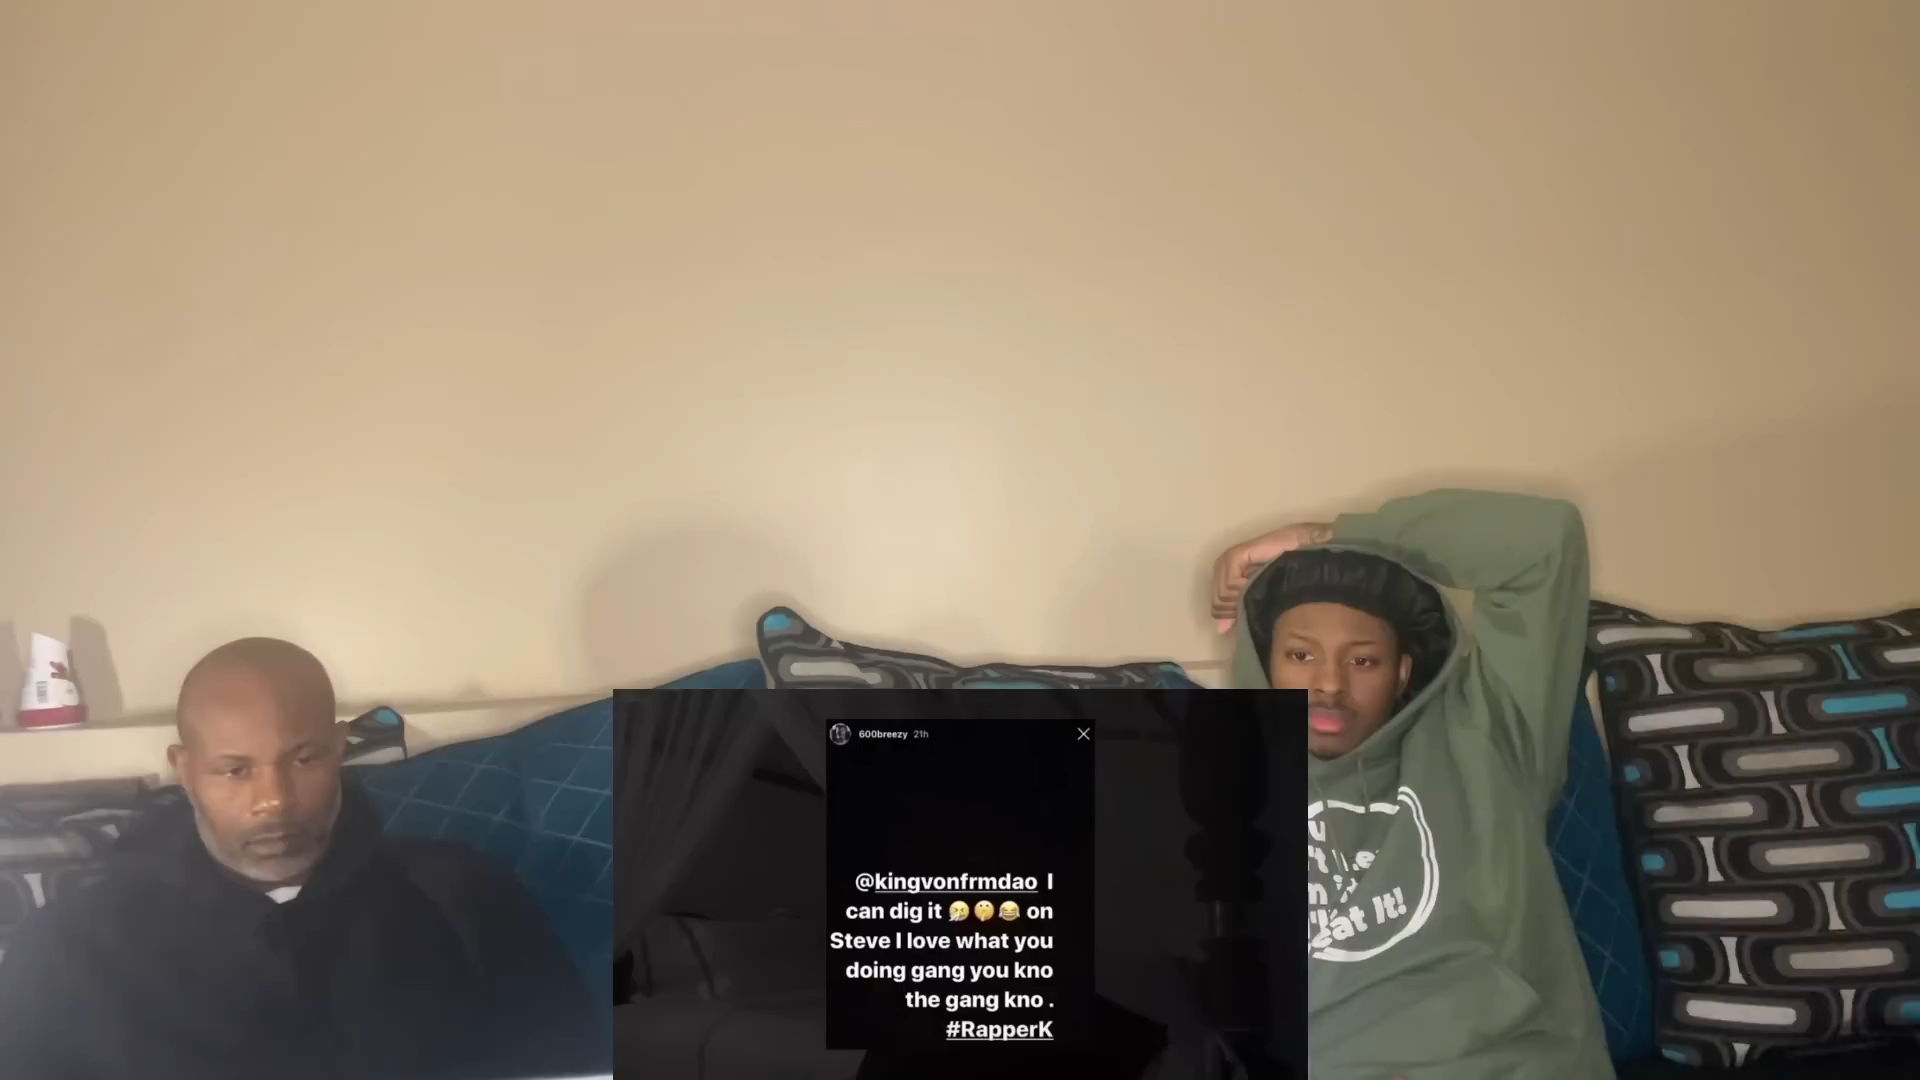 600breezy 21h
@kingvonfrmdao I
can dig it 🤧🤫😂 on
Steve I love what you
doing gang you kno
the gang kno .
#RapperK